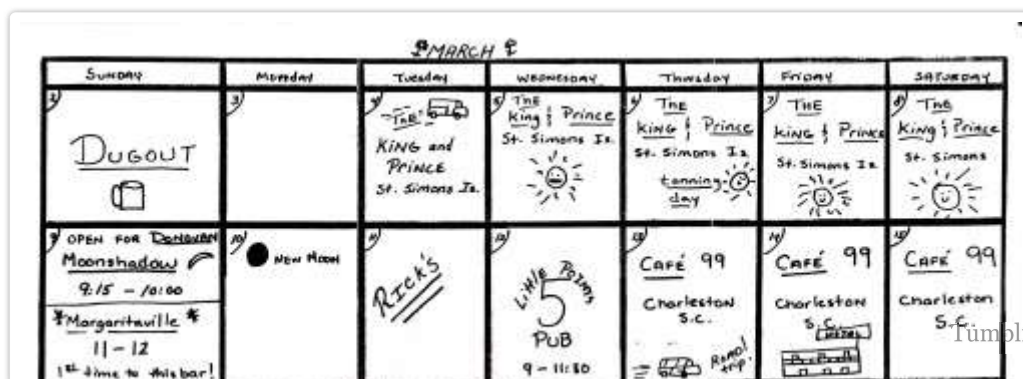 MARCH
SUNDAY MONDAY TUESDAY WEDNESDAY THURSDAY FRIDAY SATURDAY
2
DUGOUT
3
4
THE
KING and
PRINCE
St. Simons Is.
5
THE
King & Prince
St. Simons Is.
6
THE
KING & PRINCE
St. Simons Is.
tanning
day
7
THE
KING & PRINCE
8
THE
KING & PRINCE
St. Simons
9
OPEN FOR DONOVAN
Moonshadow
9:15 - 10:00
*Margaritaville*
11 - 12
1st time to this bar!
10
NEW MOON
11
RICK'S
12
LITTLE
5
POINTS
PUB
9 - 11:30
13
CAFÉ 99
Charleston
S.C.
ROAD!
trip
14
CAFÉ 99
Charleston
S.C.
HOTEL
15
CAFÉ 99
Charleston
S.C.
Tumbl